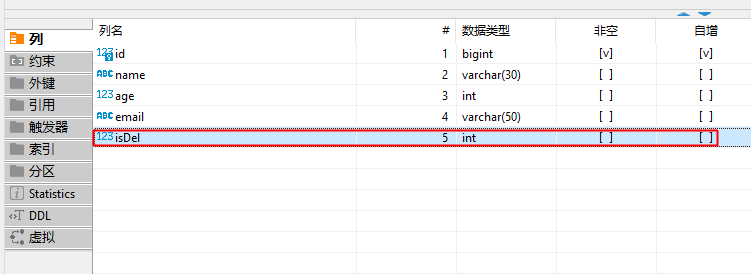 列名 # 数据类型 非空 自增
列
约束
外键
引用
触发器
索引
分区
Statistics
DDL
虚拟
123 id 1 bigint [v] [v]
ABC name 2 varchar(30) [ ] [ ]
123 age 3 int [ ] [ ]
ABC email 4 varchar(50) [ ] [ ]
123 isDel 5 int [ ] [ ]